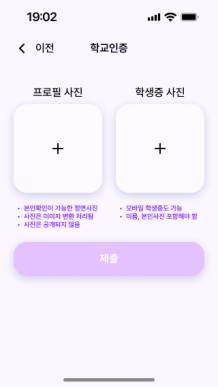 19:02
이전
학교인증
프로필 사진
학생증 사진
+
+
• 본인확인이 가능한 정면사진
• 사진은 이미지 변환 처리됨
• 사진은 공개되지 않음
• 모바일 학생증도 가능
• 이름, 본인사진 포함해야 함
제출